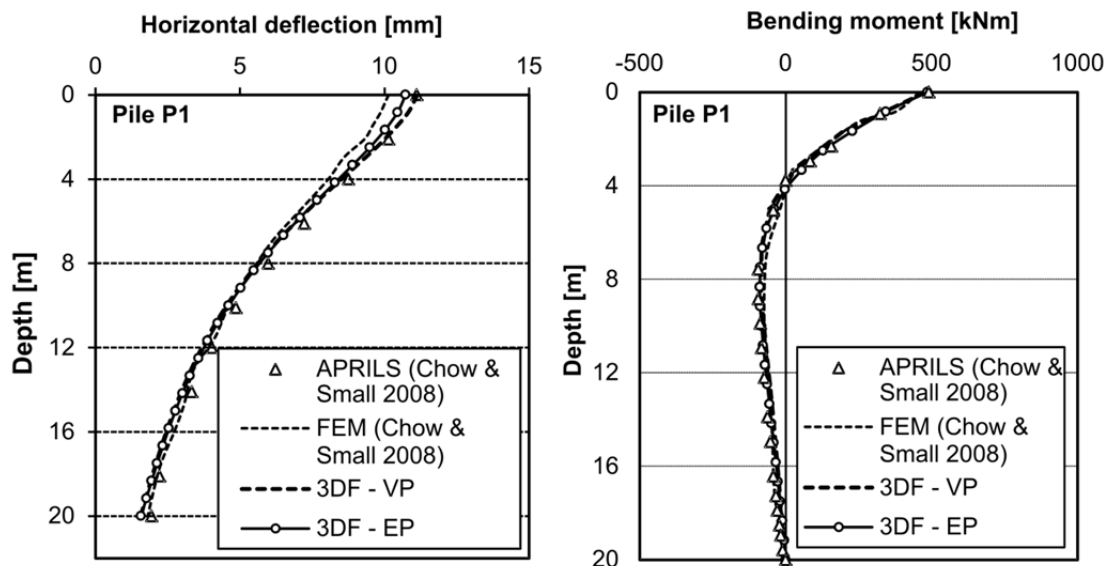 Horizontal deflection [mm]
0 5 10 15
Pile P1
Depth [m]
0
4
8
12
16
20
APRILS (Chow &
Small 2008)
FEM (Chow &
Small 2008)
3DF - VP
3DF - EP
Bending moment [kNm]
-500 0 500 1000
Pile P1
Depth [m]
0
4
8
12
16
20
APRILS (Chow &
Small 2008)
FEM (Chow &
Small 2008)
3DF - VP
3DF - EP